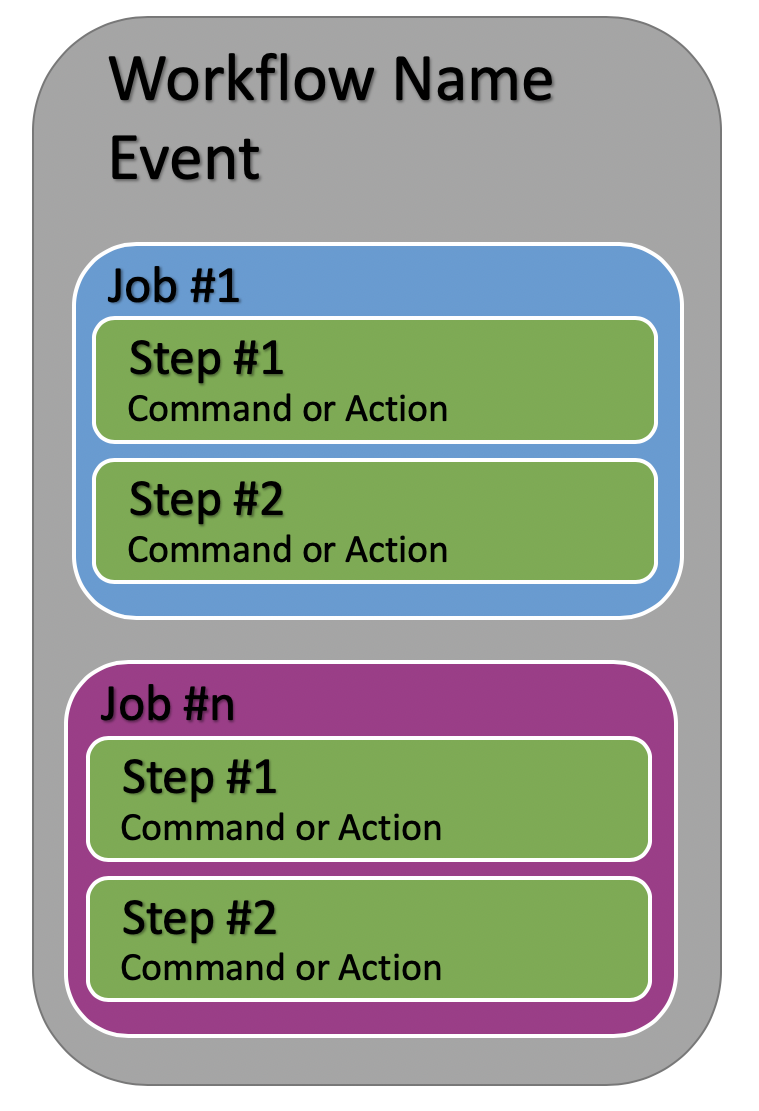 Workflow Name
Event
Job #1
Step #1
Command or Action
Step #2
Command or Action
Job #n
Step #1
Command or Action
Step #2
Command or Action